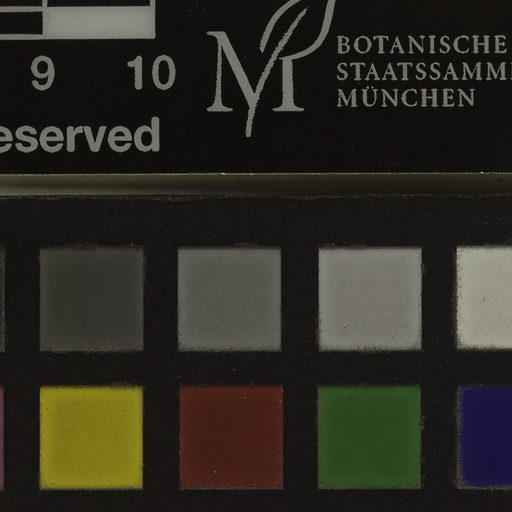 9 10
eserved
M
BOTANISCHE
STAATSSAMM
MÜNCHEN